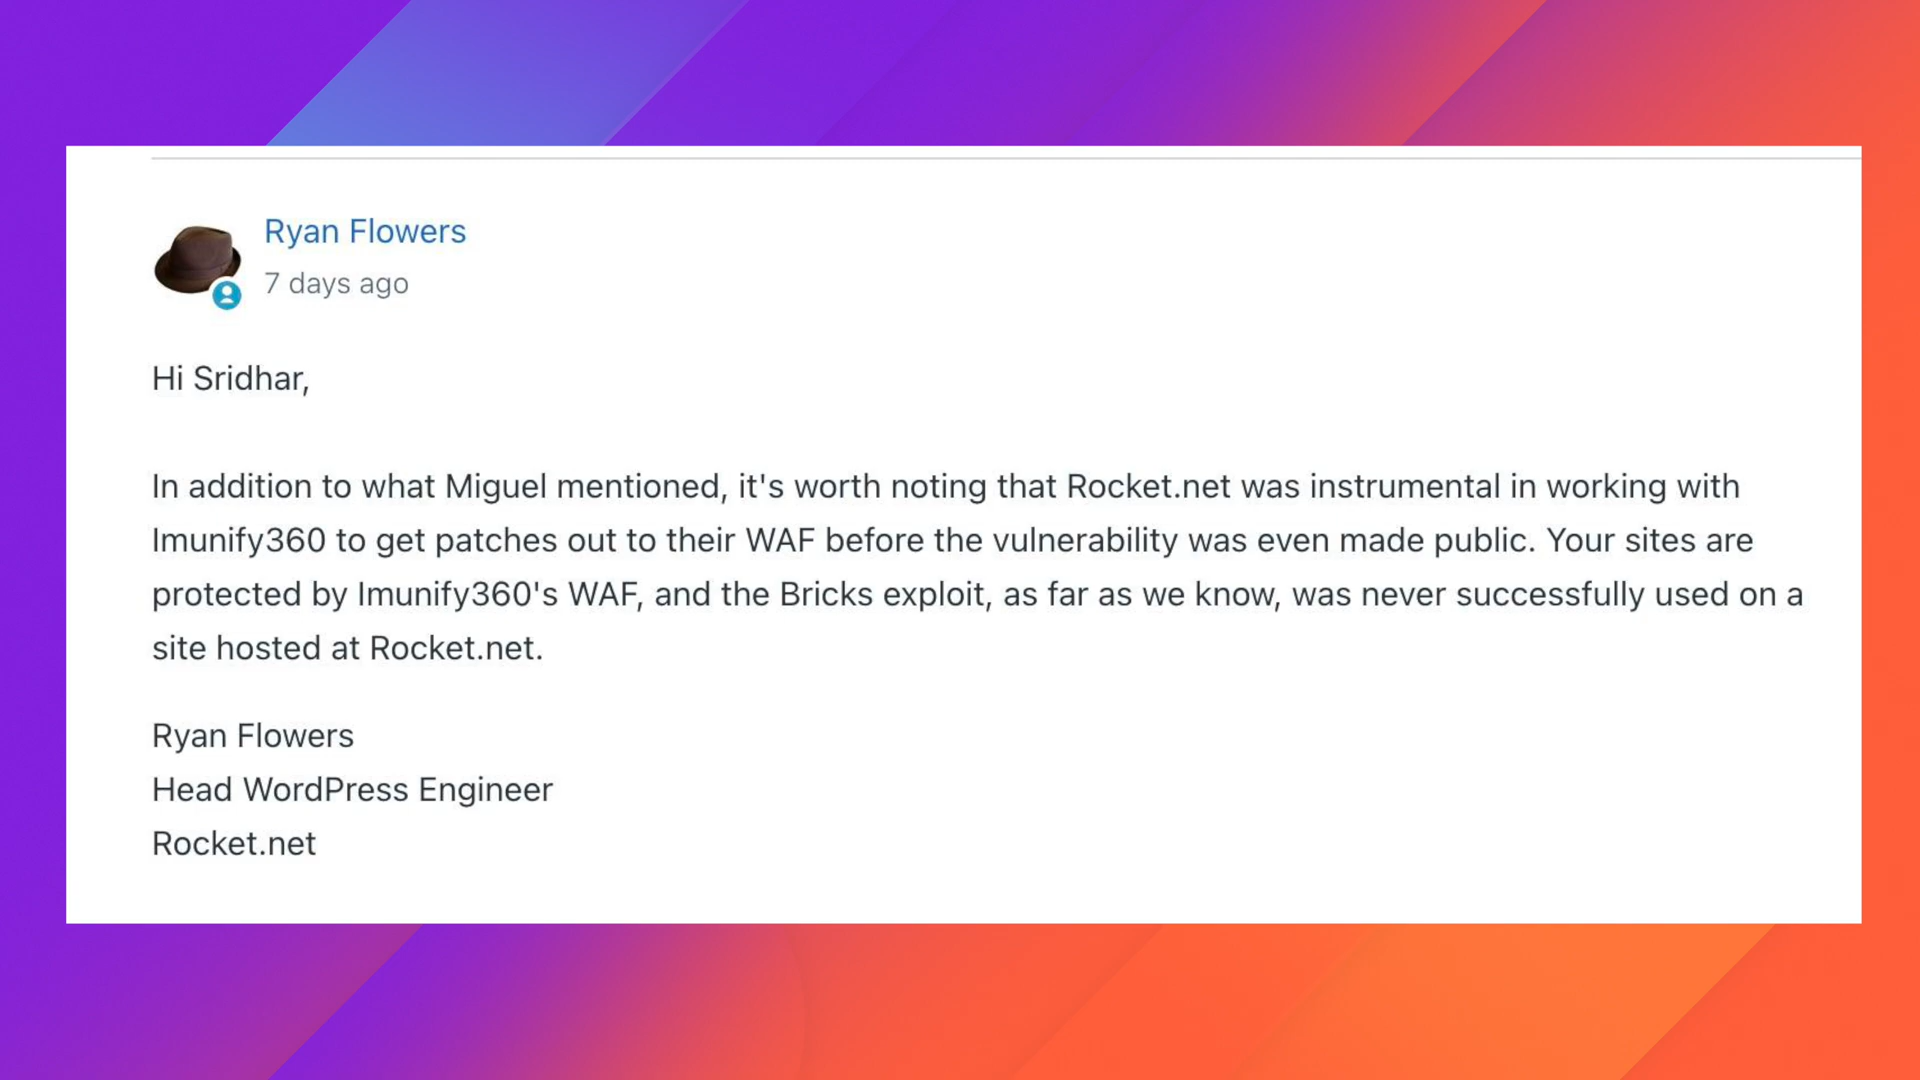 Ryan Flowers
7 days ago
Hi Sridhar,
In addition to what Miguel mentioned, it's worth noting that Rocket.net was instrumental in working with
Imunify360 to get patches out to their WAF before the vulnerability was even made public. Your sites are
protected by Imunify360's WAF, and the Bricks exploit, as far as we know, was never successfully used on a
site hosted at Rocket.net.
Ryan Flowers
Head WordPress Engineer
Rocket.net